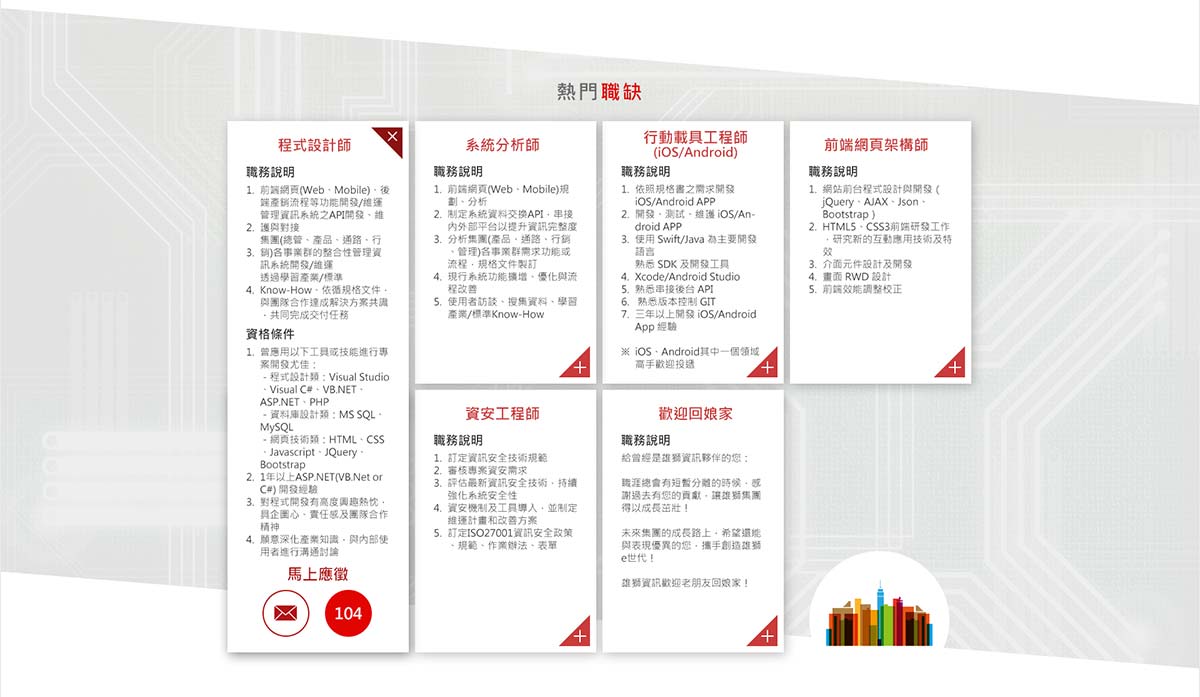 熱門職缺
程式設計師
職務說明
1. 前端網頁(Web、Mobile)、後
端產銷流程等功能開發/維運
管理資訊系統之API開發、維
2. 護與對接
集團(總管、產品、通路、行
3. 銷)各事業群的整合性管理資
訊系統開發/維運
透過學習產業/標準
4. Know-How、依循規格文件，
與團隊合作達成解決方案共識
，共同完成交付任務
資格條件
1. 曾應用以下工具或技能進行專
案開發尤佳：
- 程式設計類：Visual Studio
、Visual C#、VB.NET、
ASP.NET、PHP
- 資料庫設計類：MS SQL、
MySQL
- 網頁技術類：HTML、CSS
、Javascript、JQuery、
Bootstrap
2. 1年以上ASP.NET(VB.Net or
C#) 開發經驗
3. 對程式開發有高度興趣熱忱，
具企圖心、責任感及團隊合作
精神
4. 願意深化產業知識，與內部使
用者進行溝通討論
馬上應徵
104
系統分析師
職務說明
1. 前端網頁(Web、Mobile)規
劃、分析
2. 制定系統資料交換API，串接
內外部平台以提升資訊完整度
3. 分析集團(產品、通路、行銷
、管理)各事業群需求功能或
流程，規格文件製訂
4. 現行系統功能擴增、優化與流
程改善
5. 使用者訪談、搜集資料、學習
產業/標準Know-How
行動載具工程師
(iOS/Android)
職務說明
1. 依照規格書之需求開發
iOS/Android APP
2. 開發、測試、維護 iOS/An-
droid APP
3. 使用 Swift/Java 為主要開發
語言
熟悉 SDK 及開發工具
4. Xcode/Android Studio
5. 熟悉串接後台 API
6. 熟悉版本控制 GIT
7. 三年以上開發 iOS/Android
App 經驗
※ iOS、Android其中一個領域
高手歡迎投遞
前端網頁架構師
職務說明
1. 網站前台程式設計與開發 (
jQuery、AJAX、Json、
Bootstrap )
2. HTML5、CSS3前端研發工作
，研究新的互動應用技術及特
效
3. 介面元件設計及開發
4. 畫面 RWD 設計
5. 前端效能調整校正
資安工程師
職務說明
1. 訂定資訊安全技術規範
2. 審核專案資安需求
3. 評估最新資訊安全技術，持續
強化系統安全性
4. 資安機制及工具導入，並制定
維運計畫和改善方案
5. 訂定ISO27001資訊安全政策
、規範、作業辦法、表單
歡迎回娘家
職務說明
給曾經是雄獅資訊夥伴的您：
職涯總會有短暫分離的時候，感
謝過去有您的貢獻，讓雄獅集團
得以成長茁壯！
未來集團的成長路上，希望還能
與表現優異的您，攜手創造雄獅
e世代！
雄獅資訊歡迎老朋友回娘家！